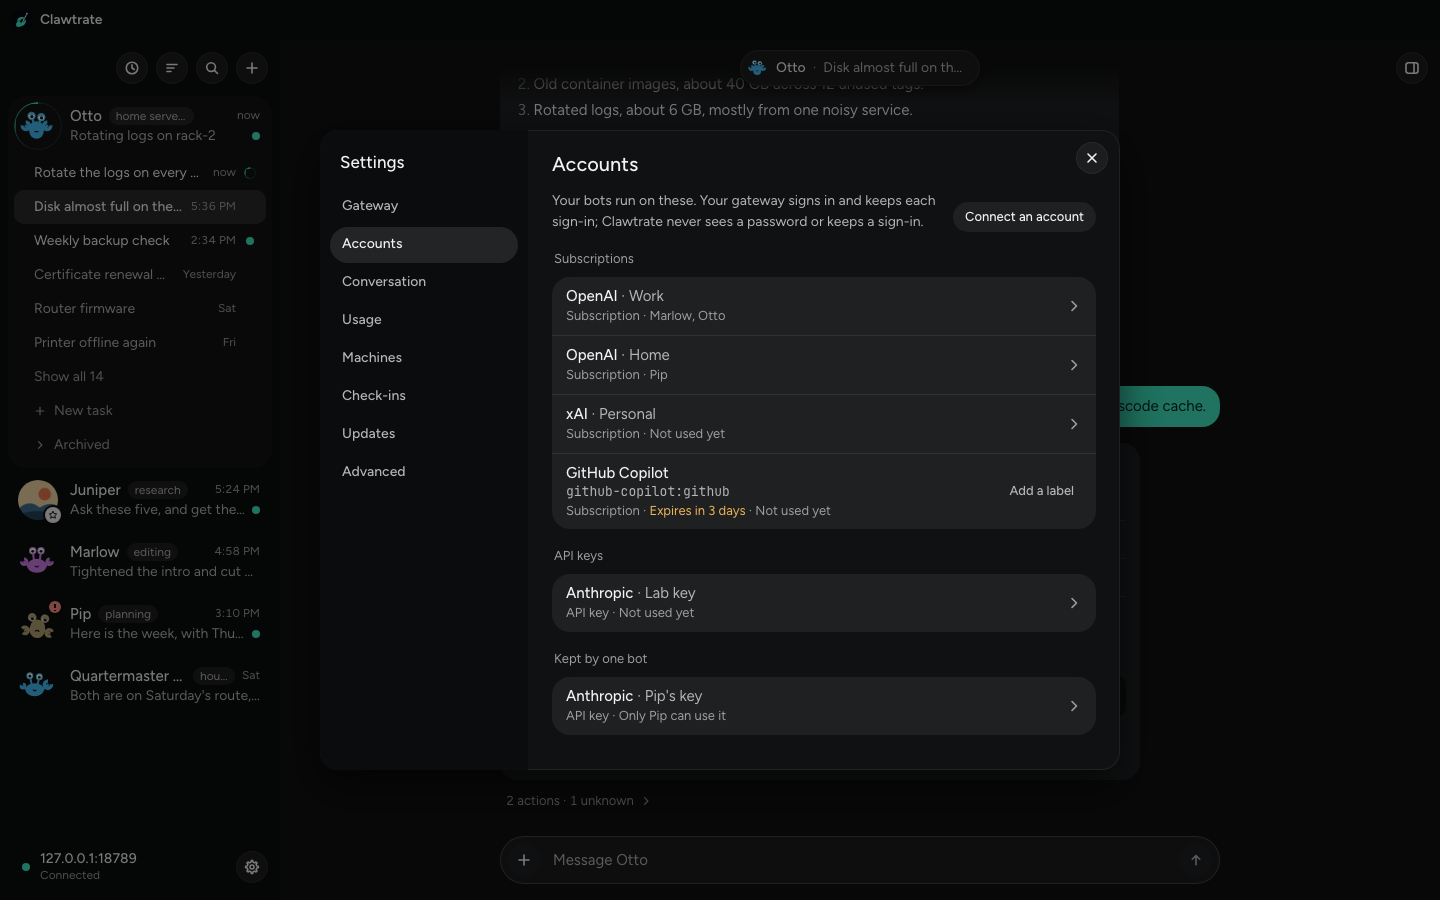 Clawtrate
Otto · Disk almost full on th...
Otto home serve... now
Rotating logs on rack-2
Rotate the logs on every ... now
Disk almost full on the... 5:36 PM
Weekly backup check 2:34 PM
Certificate renewal ... Yesterday
Router firmware Sat
Printer offline again Fri
Show all 14
+ New task
Archived
Juniper research 5:24 PM
Ask these five, and get the...
Marlow editing 4:58 PM
Tightened the intro and cut ...
Pip planning 3:10 PM
Here is the week, with Thu...
Quartermaster ... hou... Sat
Both are on Saturday's route,...
127.0.0.1:18789
Connected
2. Old container images, about 40 GB across 12 unused tags.
3. Rotated logs, about 6 GB, mostly from one noisy service.
Settings
Gateway
Accounts
Conversation
Usage
Machines
Check-ins
Updates
Advanced
Accounts
Your bots run on these. Your gateway signs in and keeps each
sign-in; Clawtrate never sees a password or keeps a sign-in.
Connect an account
Subscriptions
OpenAI · Work
Subscription · Marlow, Otto
OpenAI · Home
Subscription · Pip
xAI · Personal
Subscription · Not used yet
GitHub Copilot
github-copilot:github
Subscription · Expires in 3 days · Not used yet
Add a label
API keys
Anthropic · Lab key
API key · Not used yet
Kept by one bot
Anthropic · Pip's key
API key · Only Pip can use it
scode cache.
2 actions · 1 unknown
Message Otto